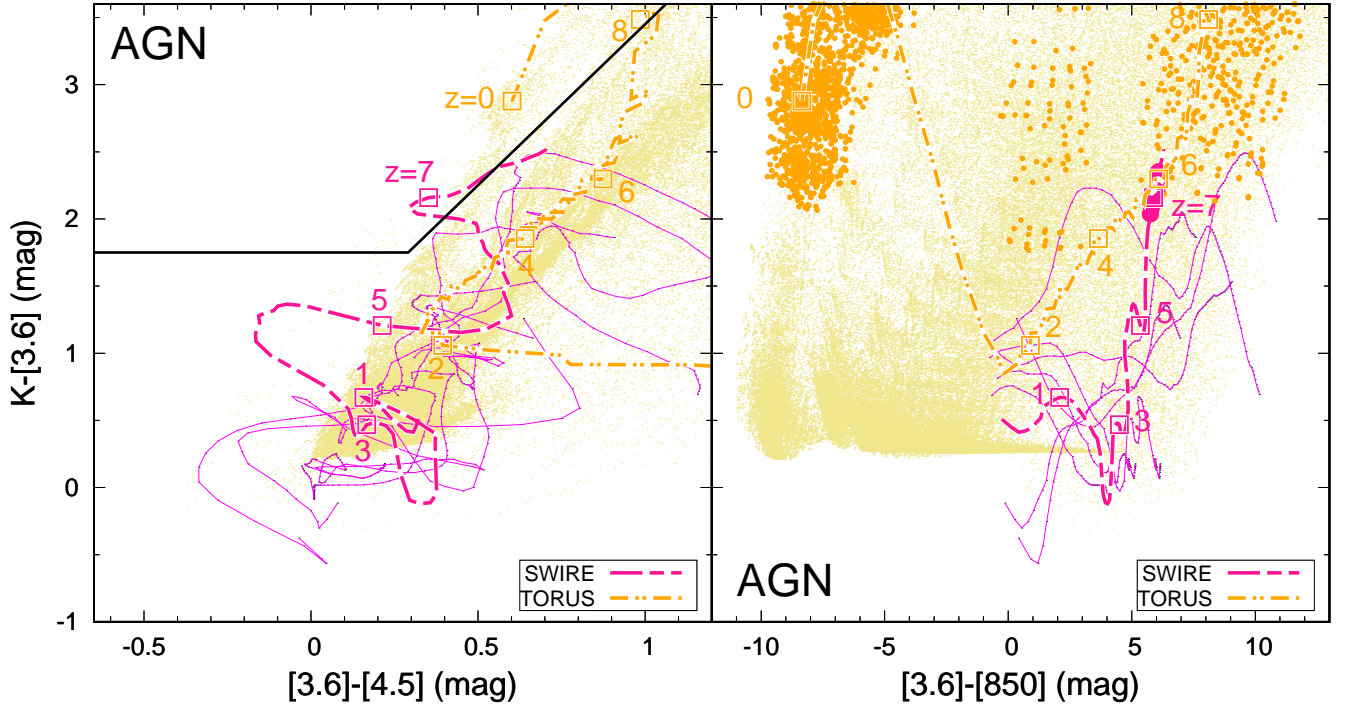 AGN
8
z=0
z=7
6
4
5
2
1
3
SWIRE
TORUS
3
2
1
0
-1
K-[3.6] (mag)
-0.5
0
0.5
1
[3.6]-[4.5] (mag)
8
0
6
z=7
4
2
5
1
3
AGN
SWIRE
TORUS
-10
-5
0
5
10
[3.6]-[850] (mag)